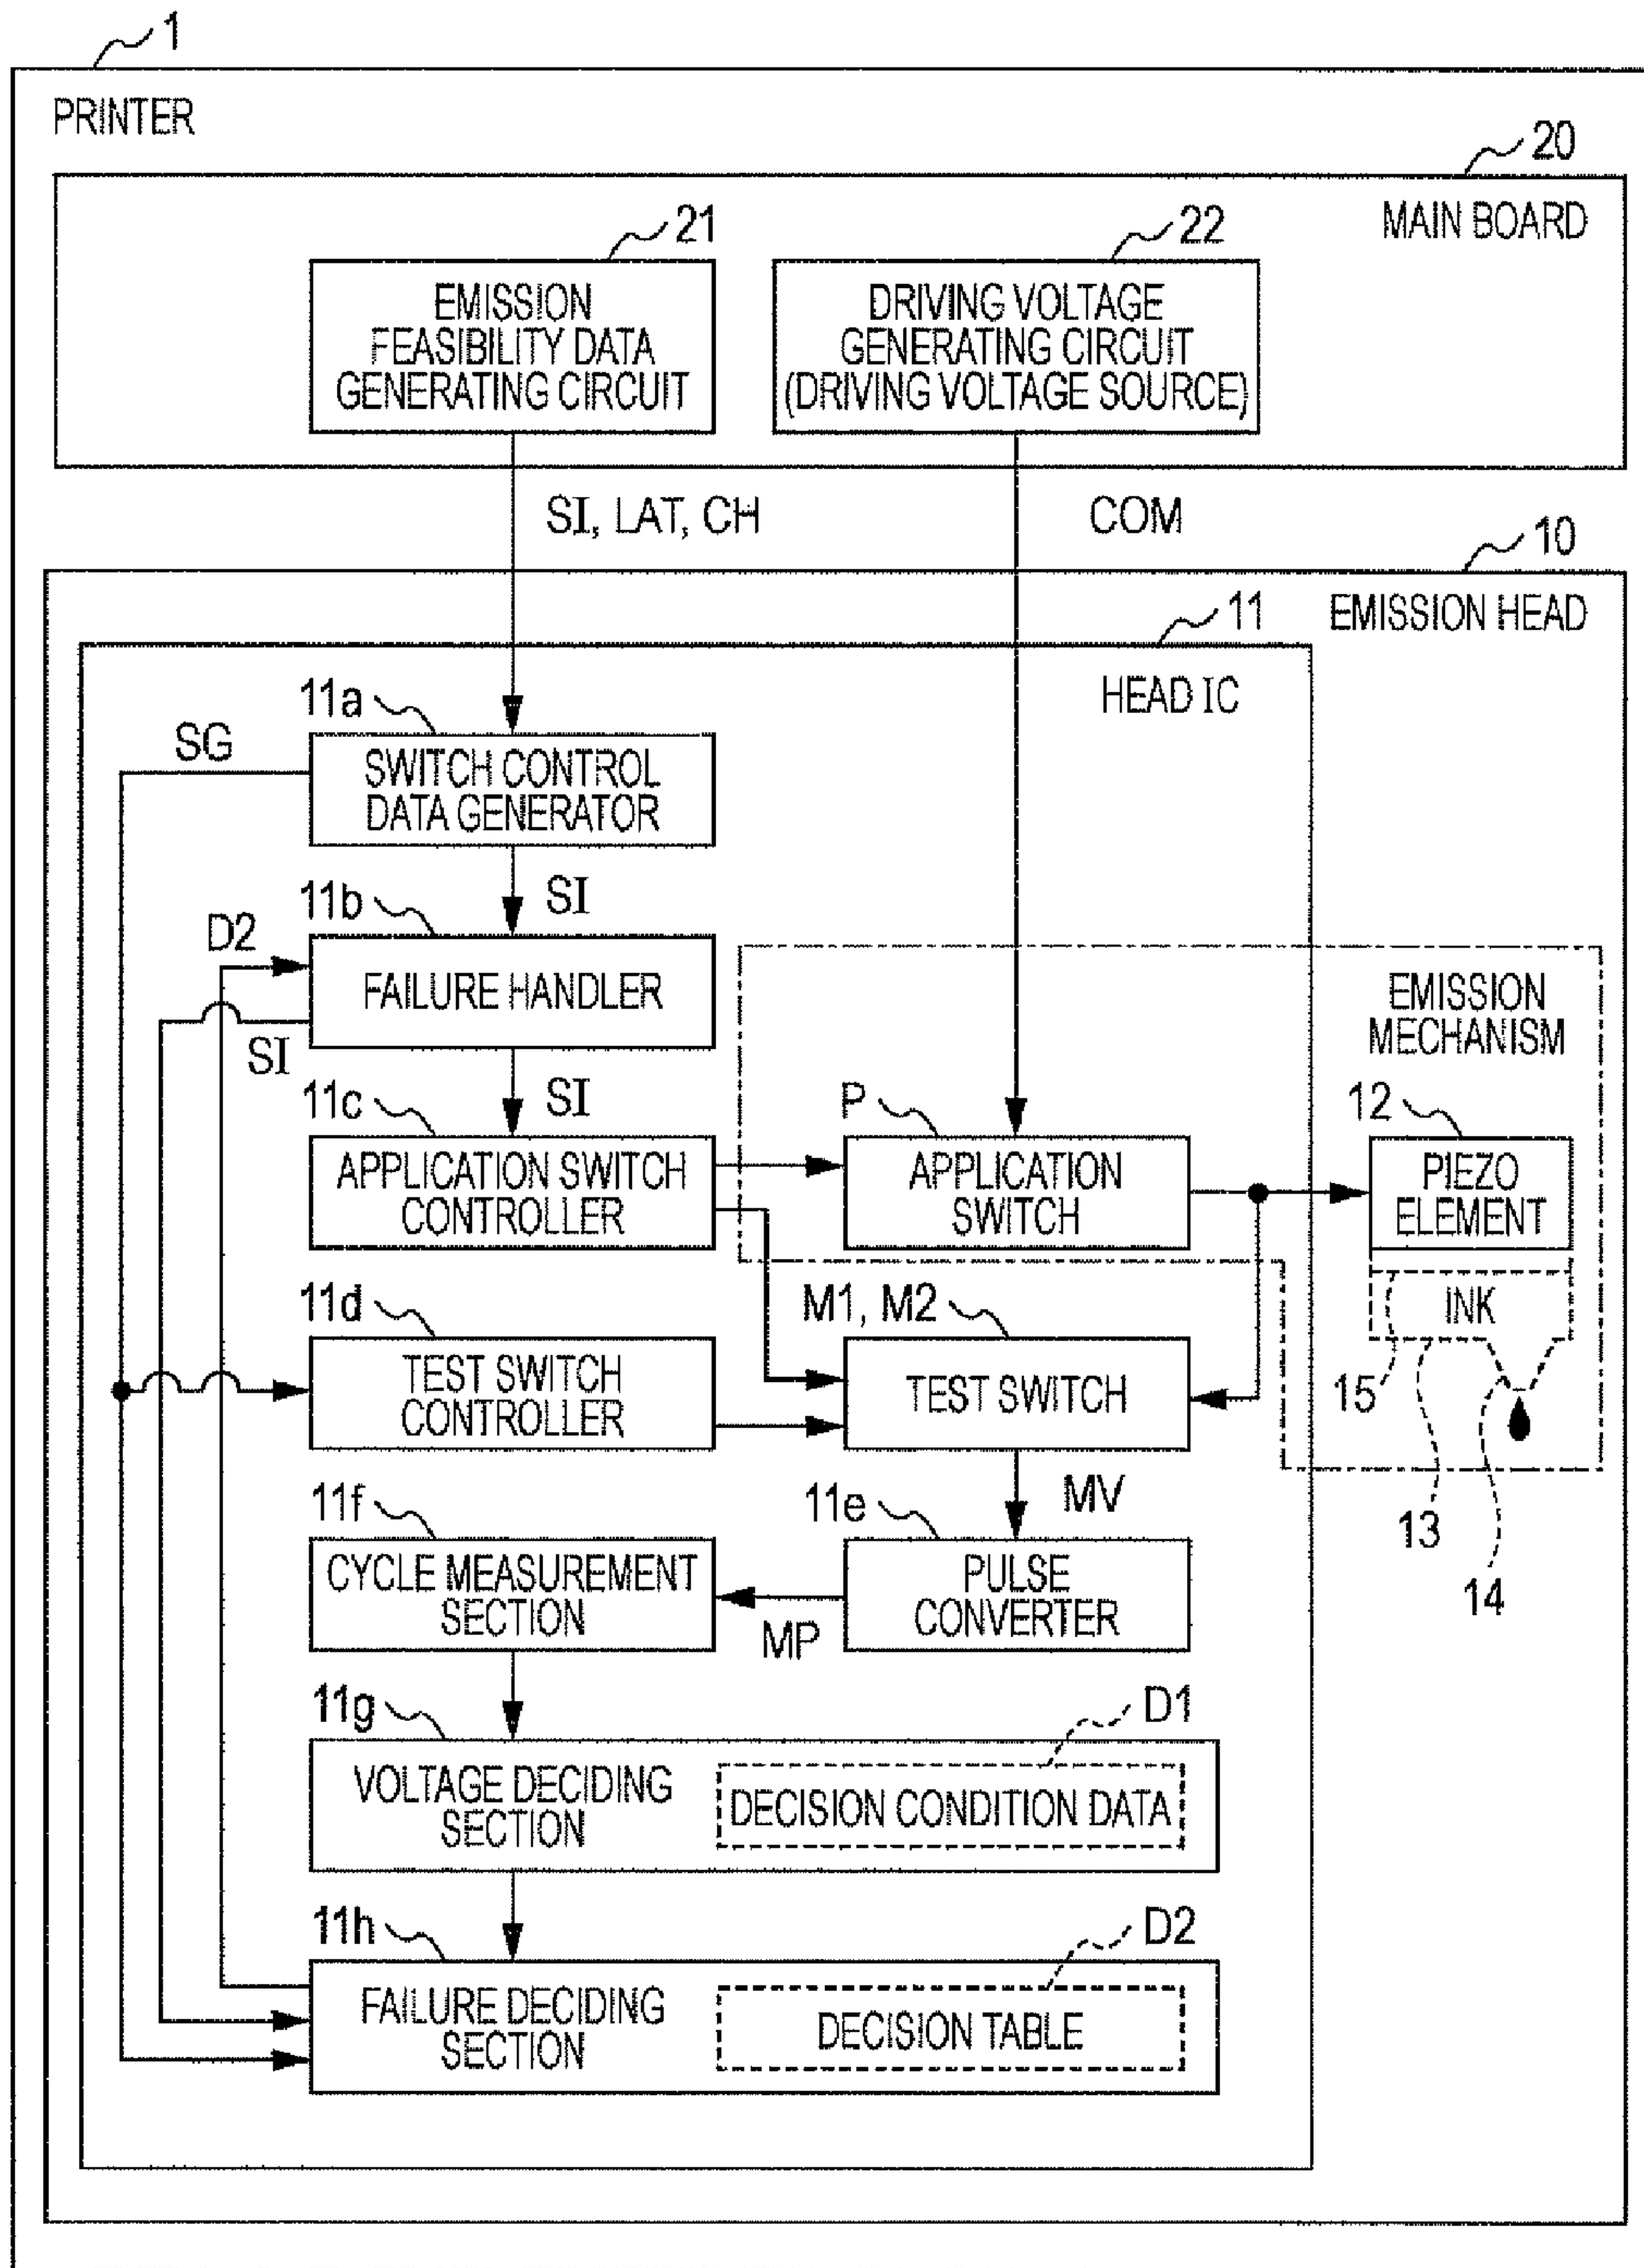 1
PRINTER
20
MAIN BOARD
21
22
EMISSION
FEASIBILITY DATA
GENERATING CIRCUIT
DRIVING VOLTAGE
GENERATING CIRCUIT
(DRIVING VOLTAGE SOURCE)
SI, LAT, CH
COM
10
EMISSION HEAD
11
HEAD IC
11a
SG
SWITCH CONTROL
DATA GENERATOR
SI
11b
D2
FAILURE HANDLER
SI
EMISSION
MECHANISM
SI
11c
P
12
APPLICATION SWITCH
CONTROLLER
APPLICATION
SWITCH
PIEZO
ELEMENT
INK
11d
M1, M2
TEST SWITCH
CONTROLLER
TEST SWITCH
15
13
14
MV
11f
11e
CYCLE MEASUREMENT
SECTION
MP
PULSE
CONVERTER
11g
D1
VOLTAGE DECIDING
SECTION
DECISION CONDITION DATA
11h
D2
FAILURE DECIDING
SECTION
DECISION TABLE